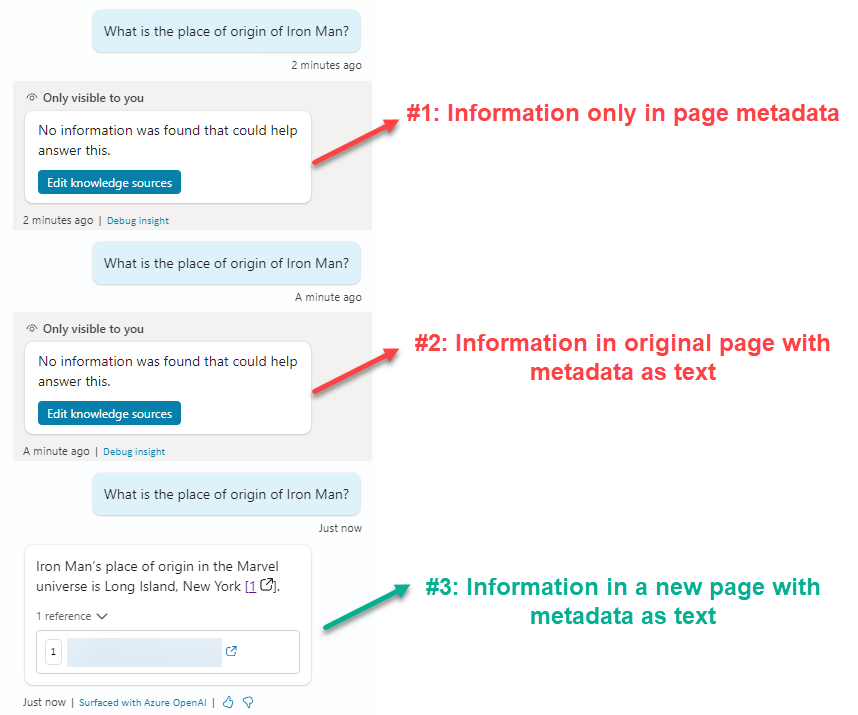 What is the place of origin of Iron Man?
2 minutes ago
Only visible to you
No information was found that could help
answer this.
Edit knowledge sources
2 minutes ago | Debug insight
#1: Information only in page metadata
What is the place of origin of Iron Man?
A minute ago
Only visible to you
No information was found that could help
answer this.
Edit knowledge sources
A minute ago | Debug insight
#2: Information in original page with
metadata as text
What is the place of origin of Iron Man?
Just now
Iron Man’s place of origin in the Marvel
universe is Long Island, New York [1].
1 reference
1
Just now | Surfaced with Azure OpenAI |
#3: Information in a new page with
metadata as text